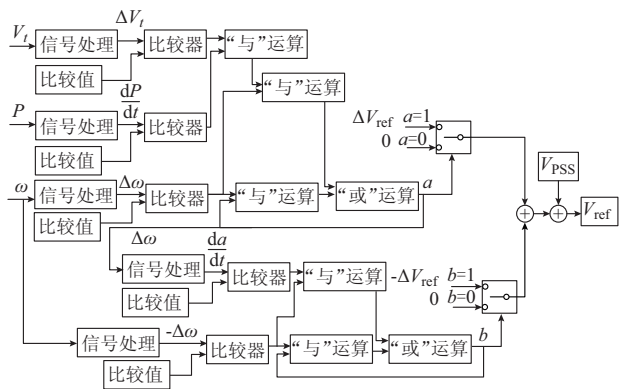 V_t 信号处理 ΔV_t 比较器 “与”运算
比较值
“与”运算
P 信号处理 dP/dt 比较器
比较值
ΔV_ref a=1
0 a=0
V_PSS
ω 信号处理 Δω 比较器 “与”运算 “或”运算 a
比较值
V_ref
Δω 信号处理 da/dt 比较器 “与”运算
比较值
-ΔV_ref b=1
0 b=0
信号处理 -Δω 比较器 “与”运算 “或”运算 b
比较值